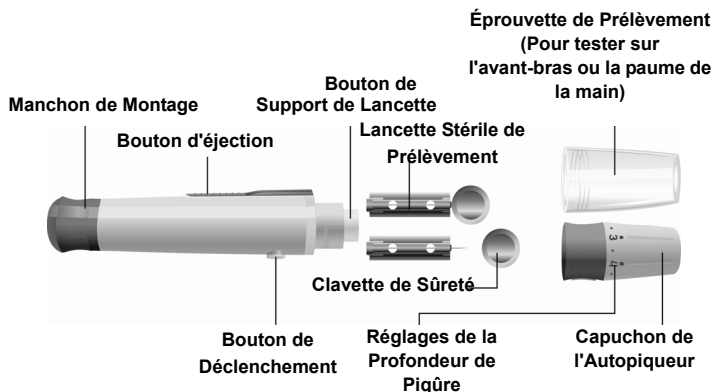 Éprouvette de Prélèvement
(Pour tester sur
l'avant-bras ou la paume de
la main)
Bouton de
Support de Lancette
Manchon de Montage
Lancette Stérile de
Prélèvement
Bouton d'éjection
3
4
Clavette de Sûreté
Bouton de
Déclenchement
Réglages de la
Profondeur de
Piqûre
Capuchon de
l'Autopiqueur